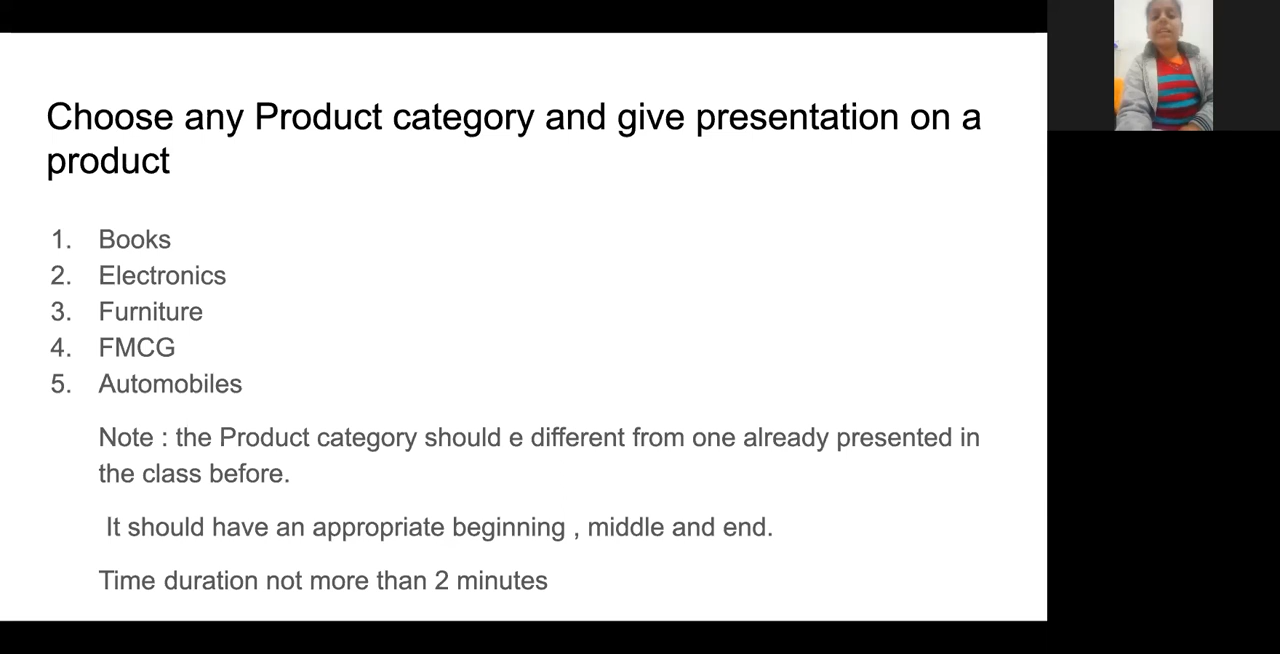 Choose any Product category and give presentation on a
product
1. Books
2. Electronics
3. Furniture
4. FMCG
5. Automobiles
Note : the Product category should e different from one already presented in
the class before.
It should have an appropriate beginning , middle and end.
Time duration not more than 2 minutes